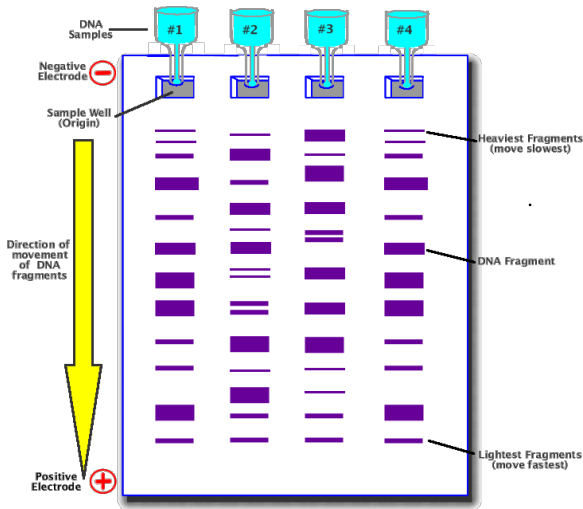 DNA
Samples
#1
#2
#3
#4
Negative
Electrode
Sample Well
(Origin)
Heaviest Fragments
(move slowest)
Direction of
movement
of DNA
fragments
DNA Fragment
Lightest Fragments
(move fastest)
Positive
Electrode